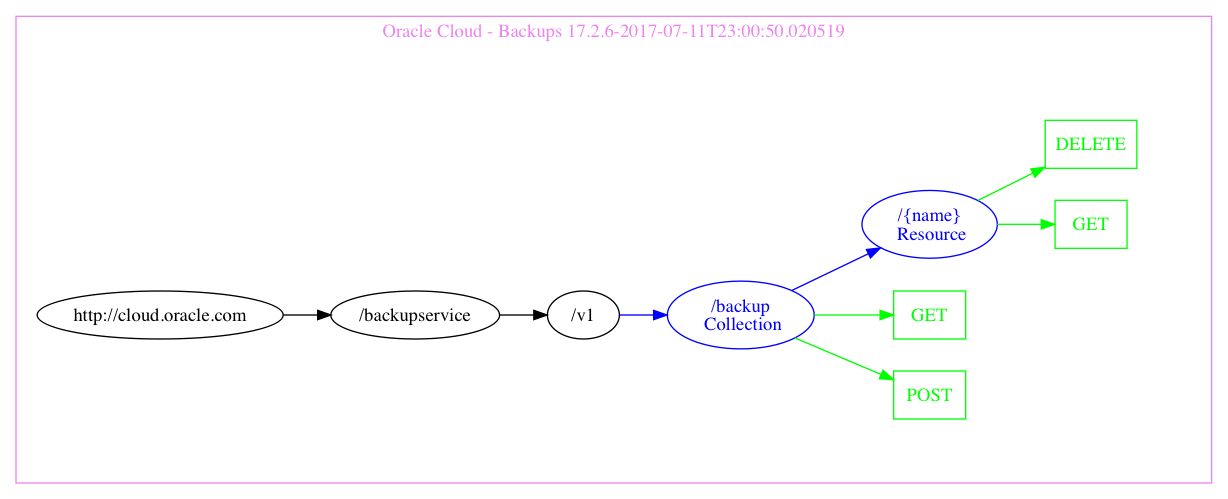 Oracle Cloud - Backups 17.2.6-2017-07-11T23:00:50.020519
DELETE
/{name}
Resource
GET
http://cloud.oracle.com
/backupservice
/v1
/backup
Collection
GET
POST